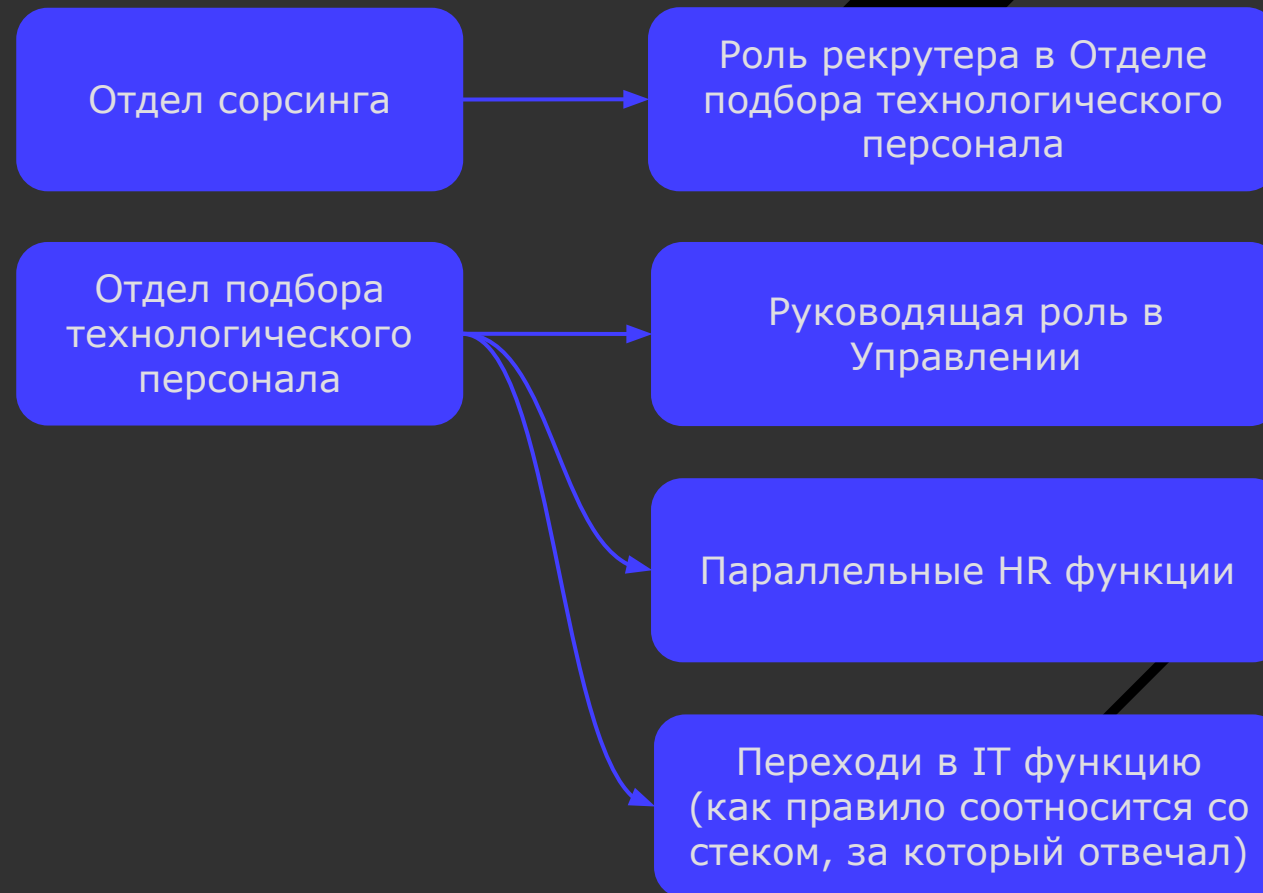 Отдел сорсинга
Роль рекрутера в Отделе
подбора технологического
персонала
Отдел подбора
технологического
персонала
Руководящая роль в
Управлении
Параллельные HR функции
Переходи в IT функцию
(как правило соотносится со
стеком, за который отвечал)